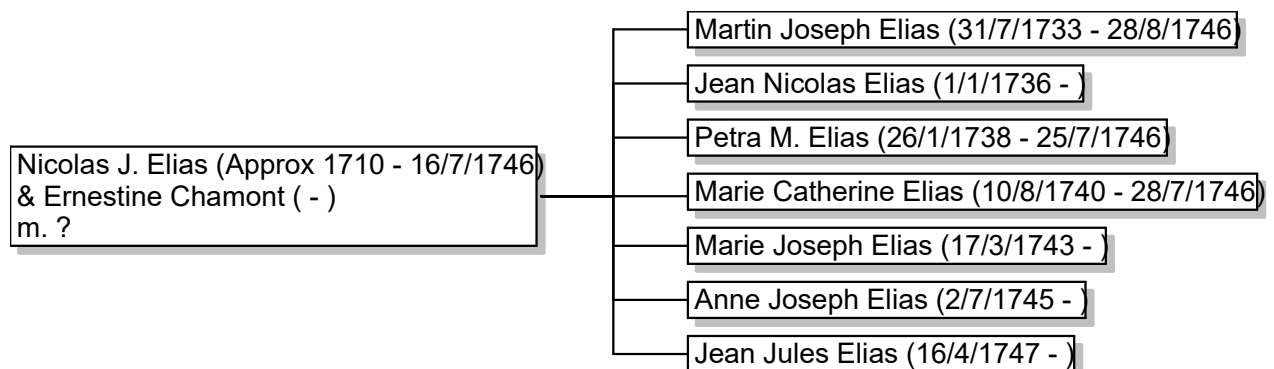 Nicolas J. Elias (Approx 1710 - 16/7/1746)
& Ernestine Chamont ( - )
m. ?
Martin Joseph Elias (31/7/1733 - 28/8/1746)
Jean Nicolas Elias (1/1/1736 - )
Petra M. Elias (26/1/1738 - 25/7/1746)
Marie Catherine Elias (10/8/1740 - 28/7/1746)
Marie Joseph Elias (17/3/1743 - )
Anne Joseph Elias (2/7/1745 - )
Jean Jules Elias (16/4/1747 - )